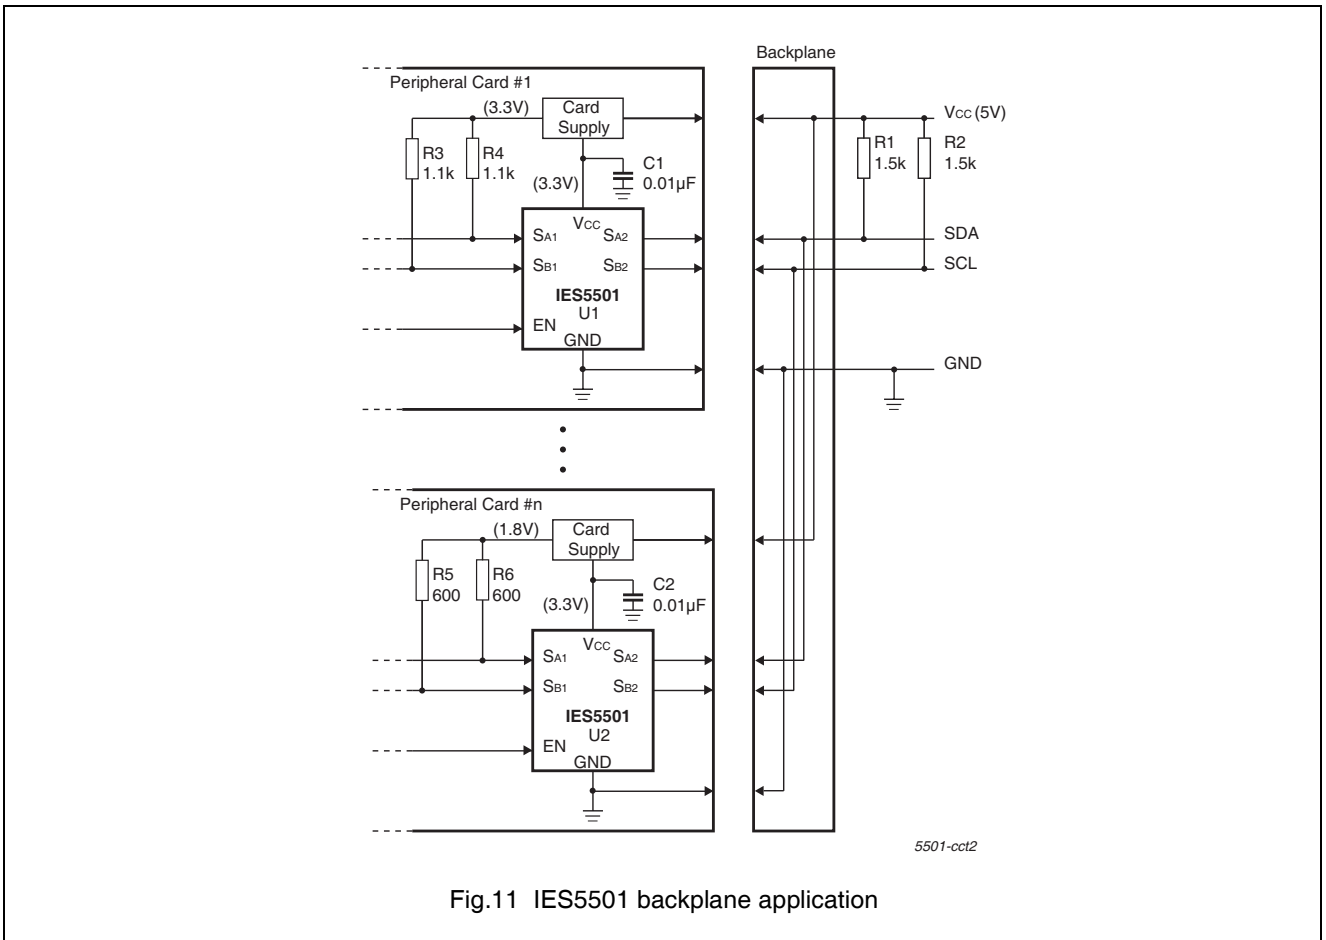 Backplane
Peripheral Card #1
(3.3V)
Card
Supply
VCC (5V)
R3
1.1k
R4
1.1k
C1
0.01µF
R1
1.5k
R2
1.5k
(3.3V)
VCC
SA1
SA2
SDA
SB1
SB2
SCL
IES5501
U1
EN
GND
GND
Peripheral Card #n
(1.8V)
Card
Supply
R5
600
R6
600
C2
0.01µF
(3.3V)
VCC
SA1
SA2
SB1
SB2
IES5501
U2
EN
GND
5501-cct2
Fig.11 IES5501 backplane application